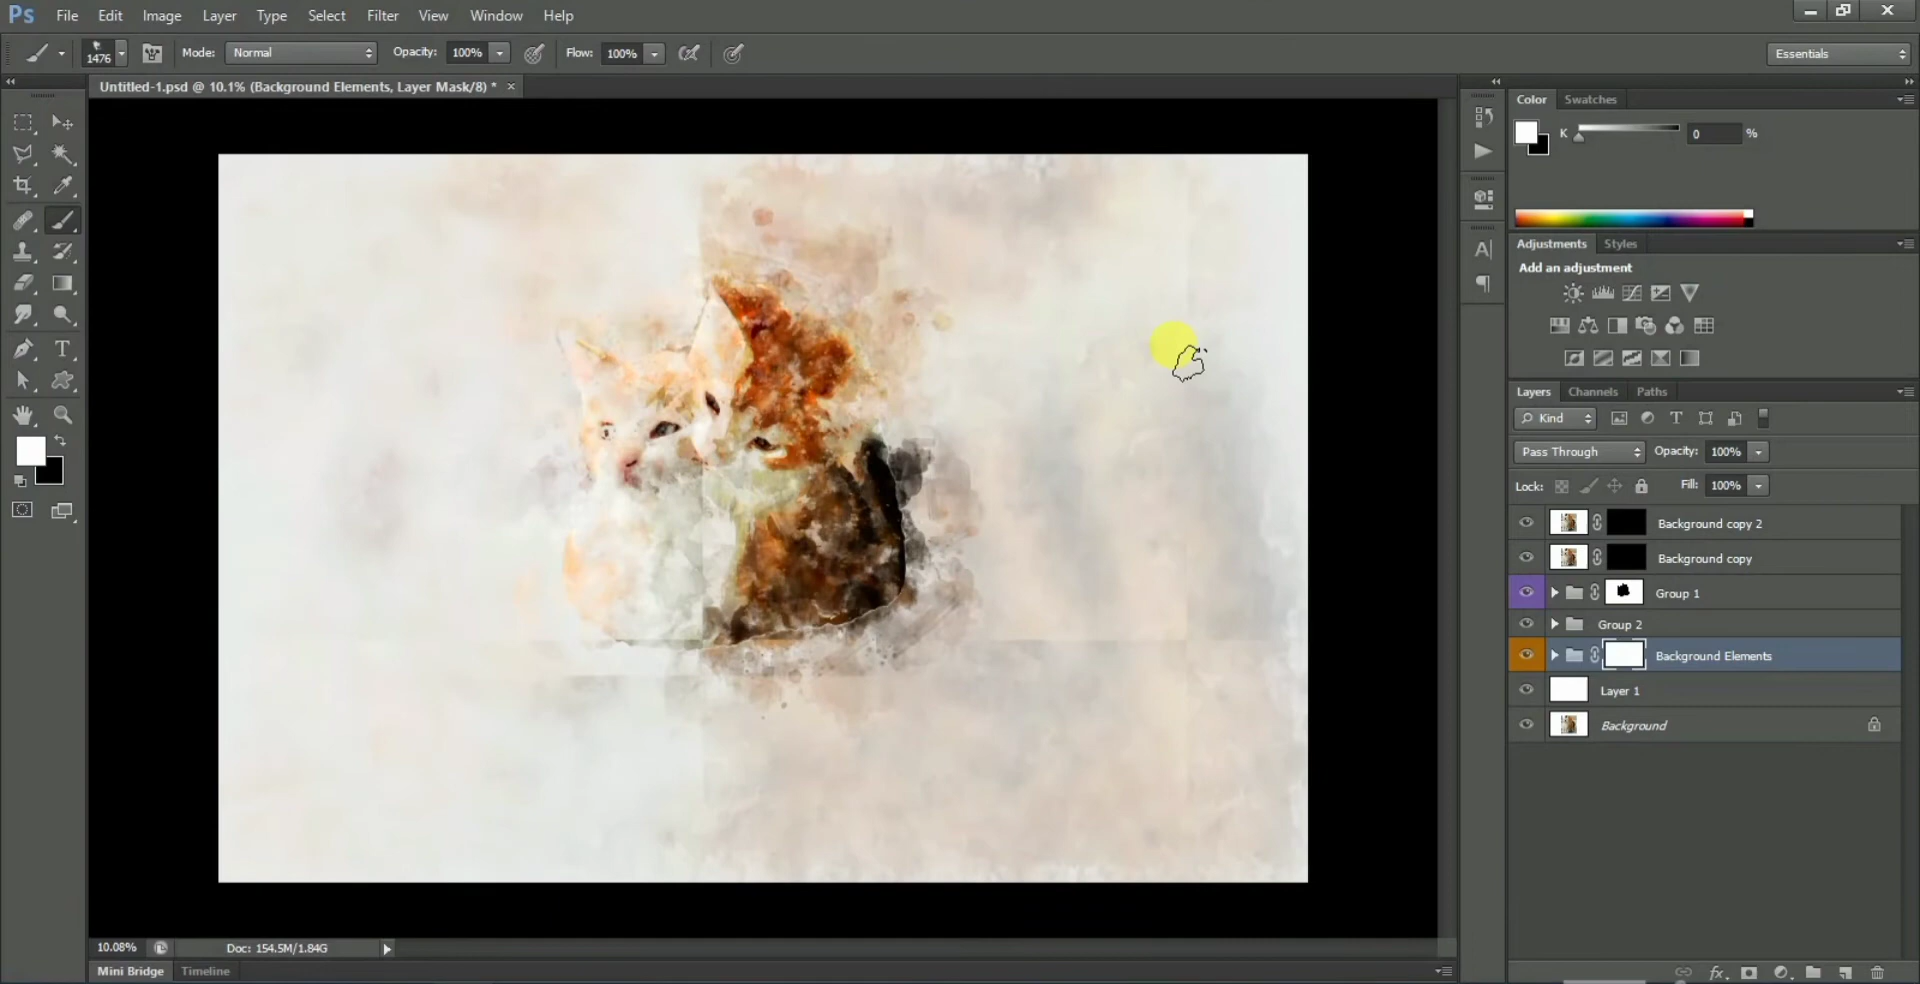 Ps File Edit Image Layer Type Select Filter View Window Help
1476 Mode: Normal Opacity: 100% Flow: 100% Essentials
Untitled-1.psd @ 10.1% (Background Elements, Layer Mask/8) * ×
Color Swatches
K 0 %
Adjustments Styles
Add an adjustment
Layers Channels Paths
Kind
Pass Through Opacity: 100%
Lock: Fill: 100%
Background copy 2
Background copy
Group 1
Group 2
Background Elements
Layer 1
Background
10.08% Doc: 154.5M/1.84G
Mini Bridge Timeline
fx.